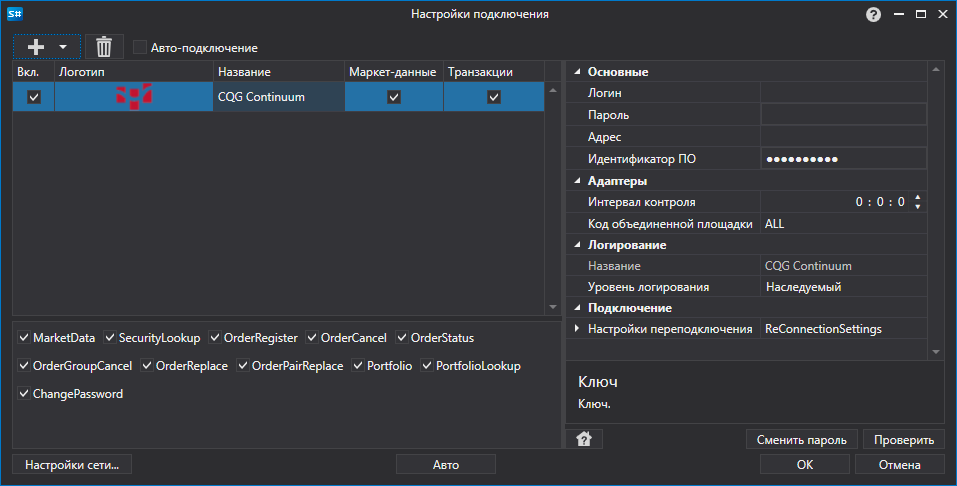 S#
Настройки подключения
?
Авто-подключение
Вкл. Логотип Название Маркет-данные Транзакции
CQG Continuum
MarketData SecurityLookup OrderRegister OrderCancel OrderStatus
OrderGroupCancel OrderReplace OrderPairReplace Portfolio PortfolioLookup
ChangePassword
Основные
Логин
Пароль
Адрес
Идентификатор ПО ●●●●●●●●●●
Адаптеры
Интервал контроля 0 : 0 : 0
Код объединенной площадки ALL
Логирование
Название CQG Continuum
Уровень логирования Наследуемый
Подключение
Настройки переподключения ReConnectionSettings
Ключ
Ключ.
? Сменить пароль Проверить
Настройки сети... Авто OK Отмена